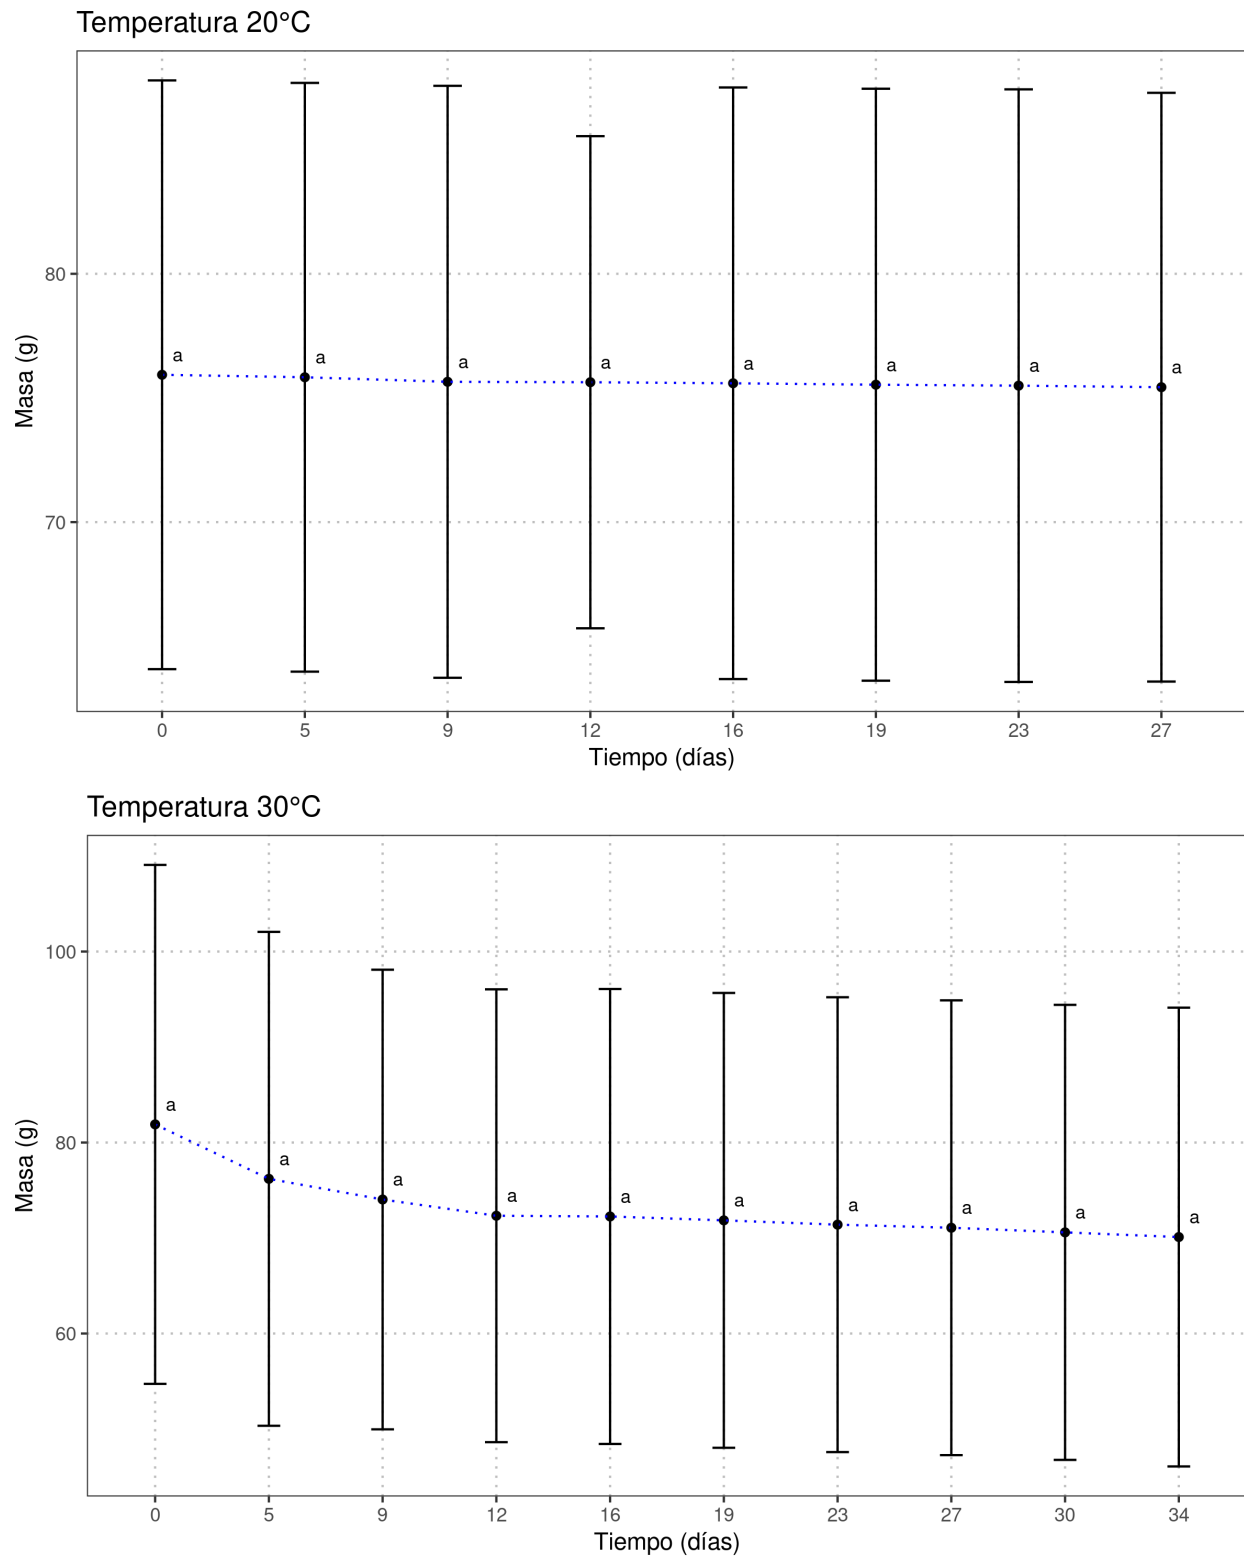 Temperatura 20°C
Masa (g)
80
70
a a a a a a a a
0 5 9 12 16 19 23 27
Tiempo (días)
Temperatura 30°C
Masa (g)
100
80
60
a a a a a a a a a a
0 5 9 12 16 19 23 27 30 34
Tiempo (días)